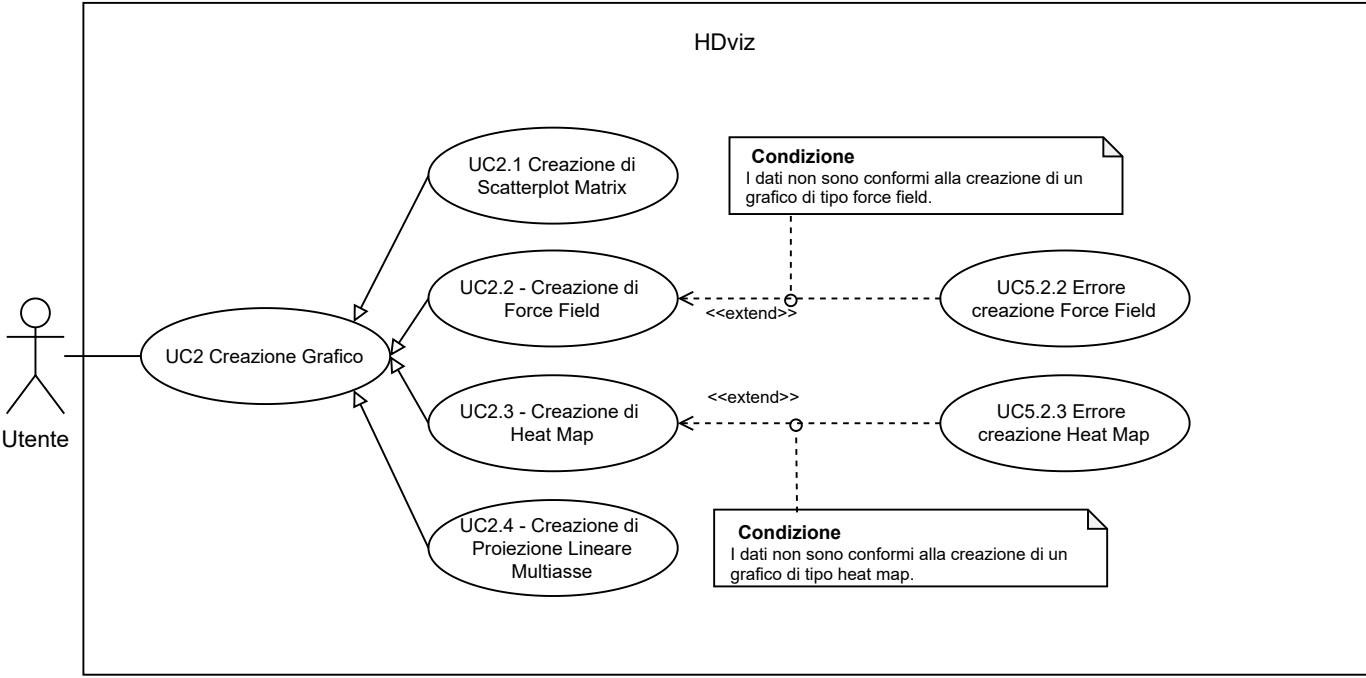 HDviz
UC2.1 Creazione di
Scatterplot Matrix
Condizione
I dati non sono conformi alla creazione di un
grafico di tipo force field.
UC2.2 - Creazione di
Force Field
<<extend>>
UC5.2.2 Errore
creazione Force Field
Utente
UC2 Creazione Grafico
UC2.3 - Creazione di
Heat Map
<<extend>>
UC5.2.3 Errore
creazione Heat Map
UC2.4 - Creazione di
Proiezione Lineare
Multiasse
Condizione
I dati non sono conformi alla creazione di un
grafico di tipo heat map.